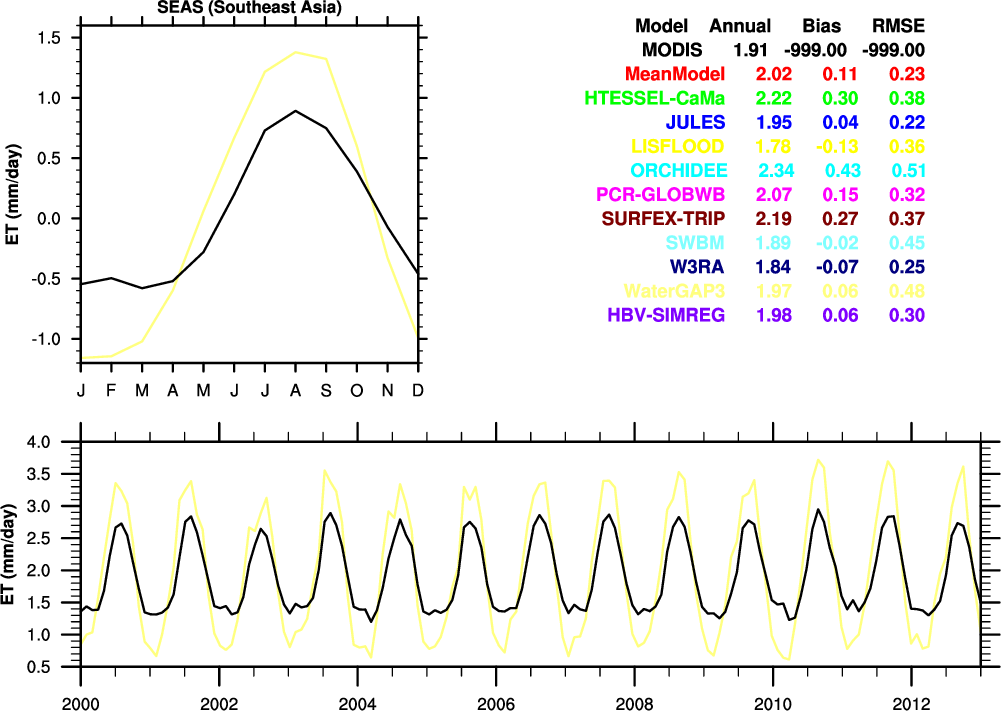 SEAS (Southeast Asia)
ET (mm/day)
1.5
1.0
0.5
0.0
-0.5
-1.0
J F M A M J J A S O N D
Model Annual Bias RMSE
MODIS 1.91 -999.00 -999.00
MeanModel 2.02 0.11 0.23
HTESSEL-CaMa 2.22 0.30 0.38
JULES 1.95 0.04 0.22
LISFLOOD 1.78 -0.13 0.36
ORCHIDEE 2.34 0.43 0.51
PCR-GLOBWB 2.07 0.15 0.32
SURFEX-TRIP 2.19 0.27 0.37
SWBM 1.89 -0.02 0.45
W3RA 1.84 -0.07 0.25
WaterGAP3 1.97 0.06 0.48
HBV-SIMREG 1.98 0.06 0.30
ET (mm/day)
4.0
3.5
3.0
2.5
2.0
1.5
1.0
0.5
2000 2002 2004 2006 2008 2010 2012